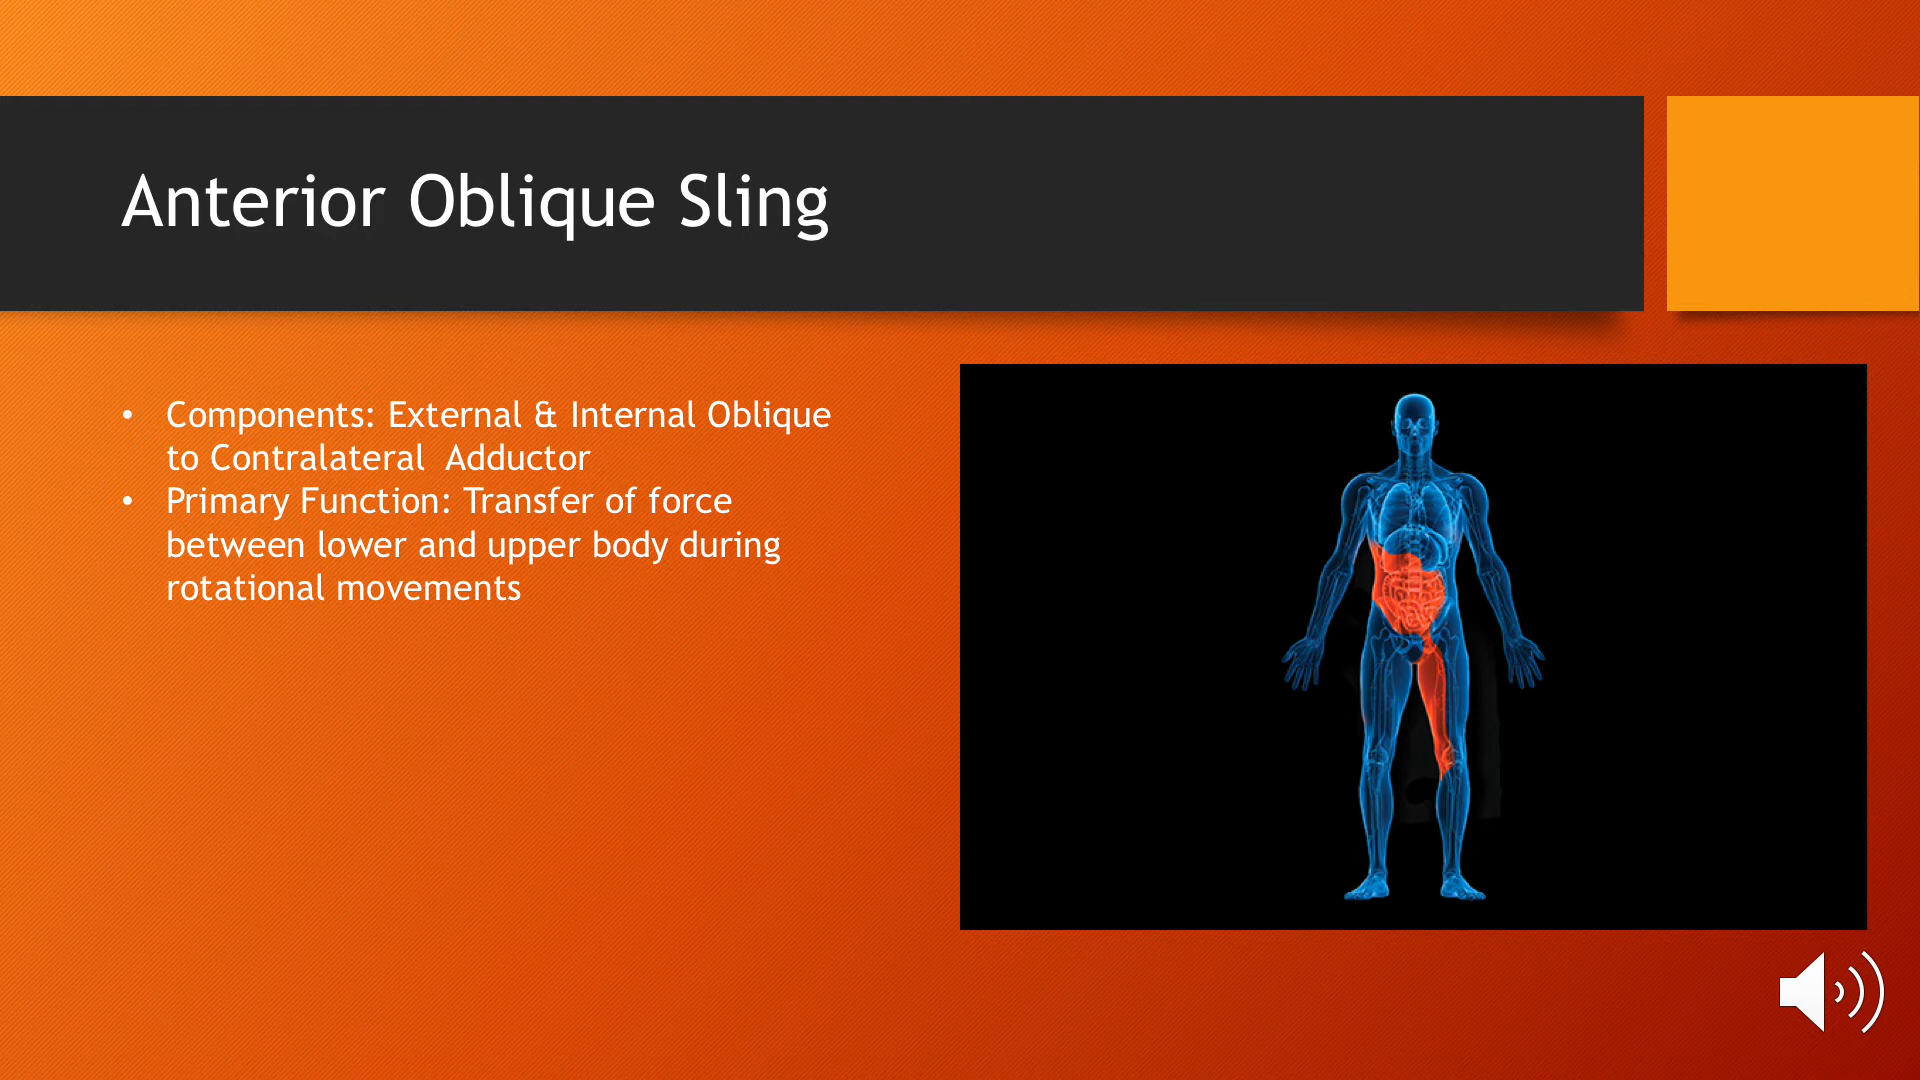 Anterior Oblique Sling
• Components: External & Internal Oblique
to Contralateral  Adductor
• Primary Function: Transfer of force
between lower and upper body during
rotational movements